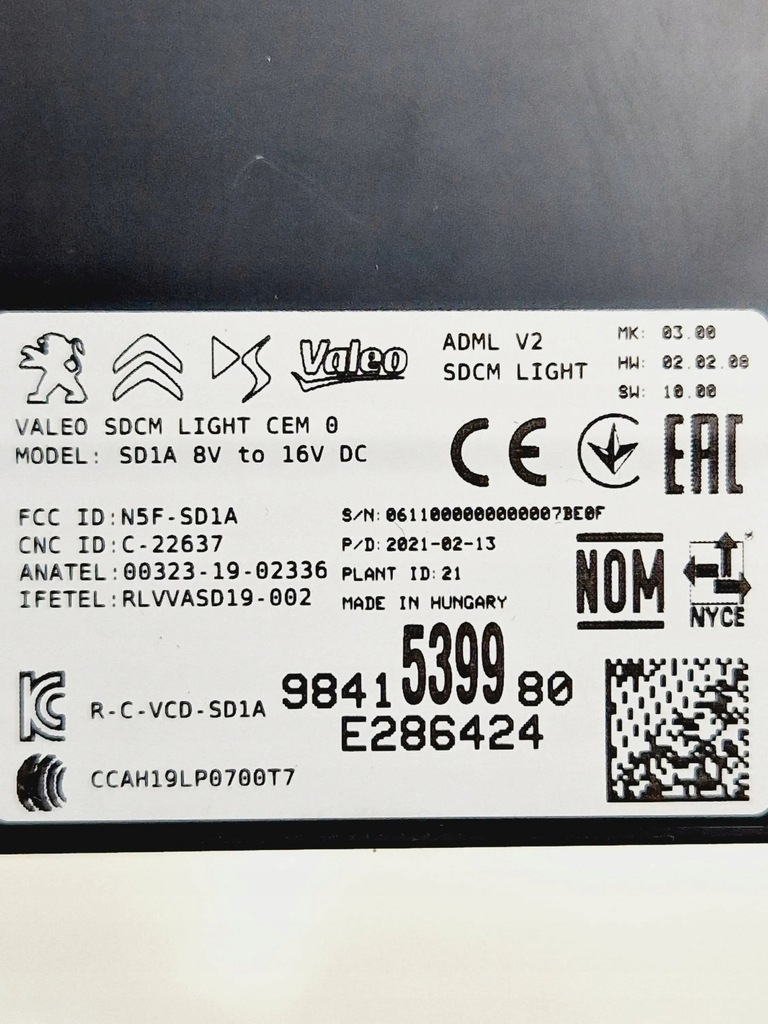 Valeo
ADML V2
SDCM LIGHT
MK: 03.00
HW: 02.02.00
SW: 10.00
VALEO SDCM LIGHT CEM 0
MODEL: SD1A 8V to 16V DC
CE
EAC
FCC ID:N5F-SD1A
CNC ID:C-22637
ANATEL:00323-19-02336
IFETEL:RLVVASD19-002
S/N:0611000000000007BE0F
P/D:2021-02-13
PLANT ID:21
MADE IN HUNGARY
NOM
NYCE
R-C-VCD-SD1A
9841539980
E286424
CCAH19LP0700T7